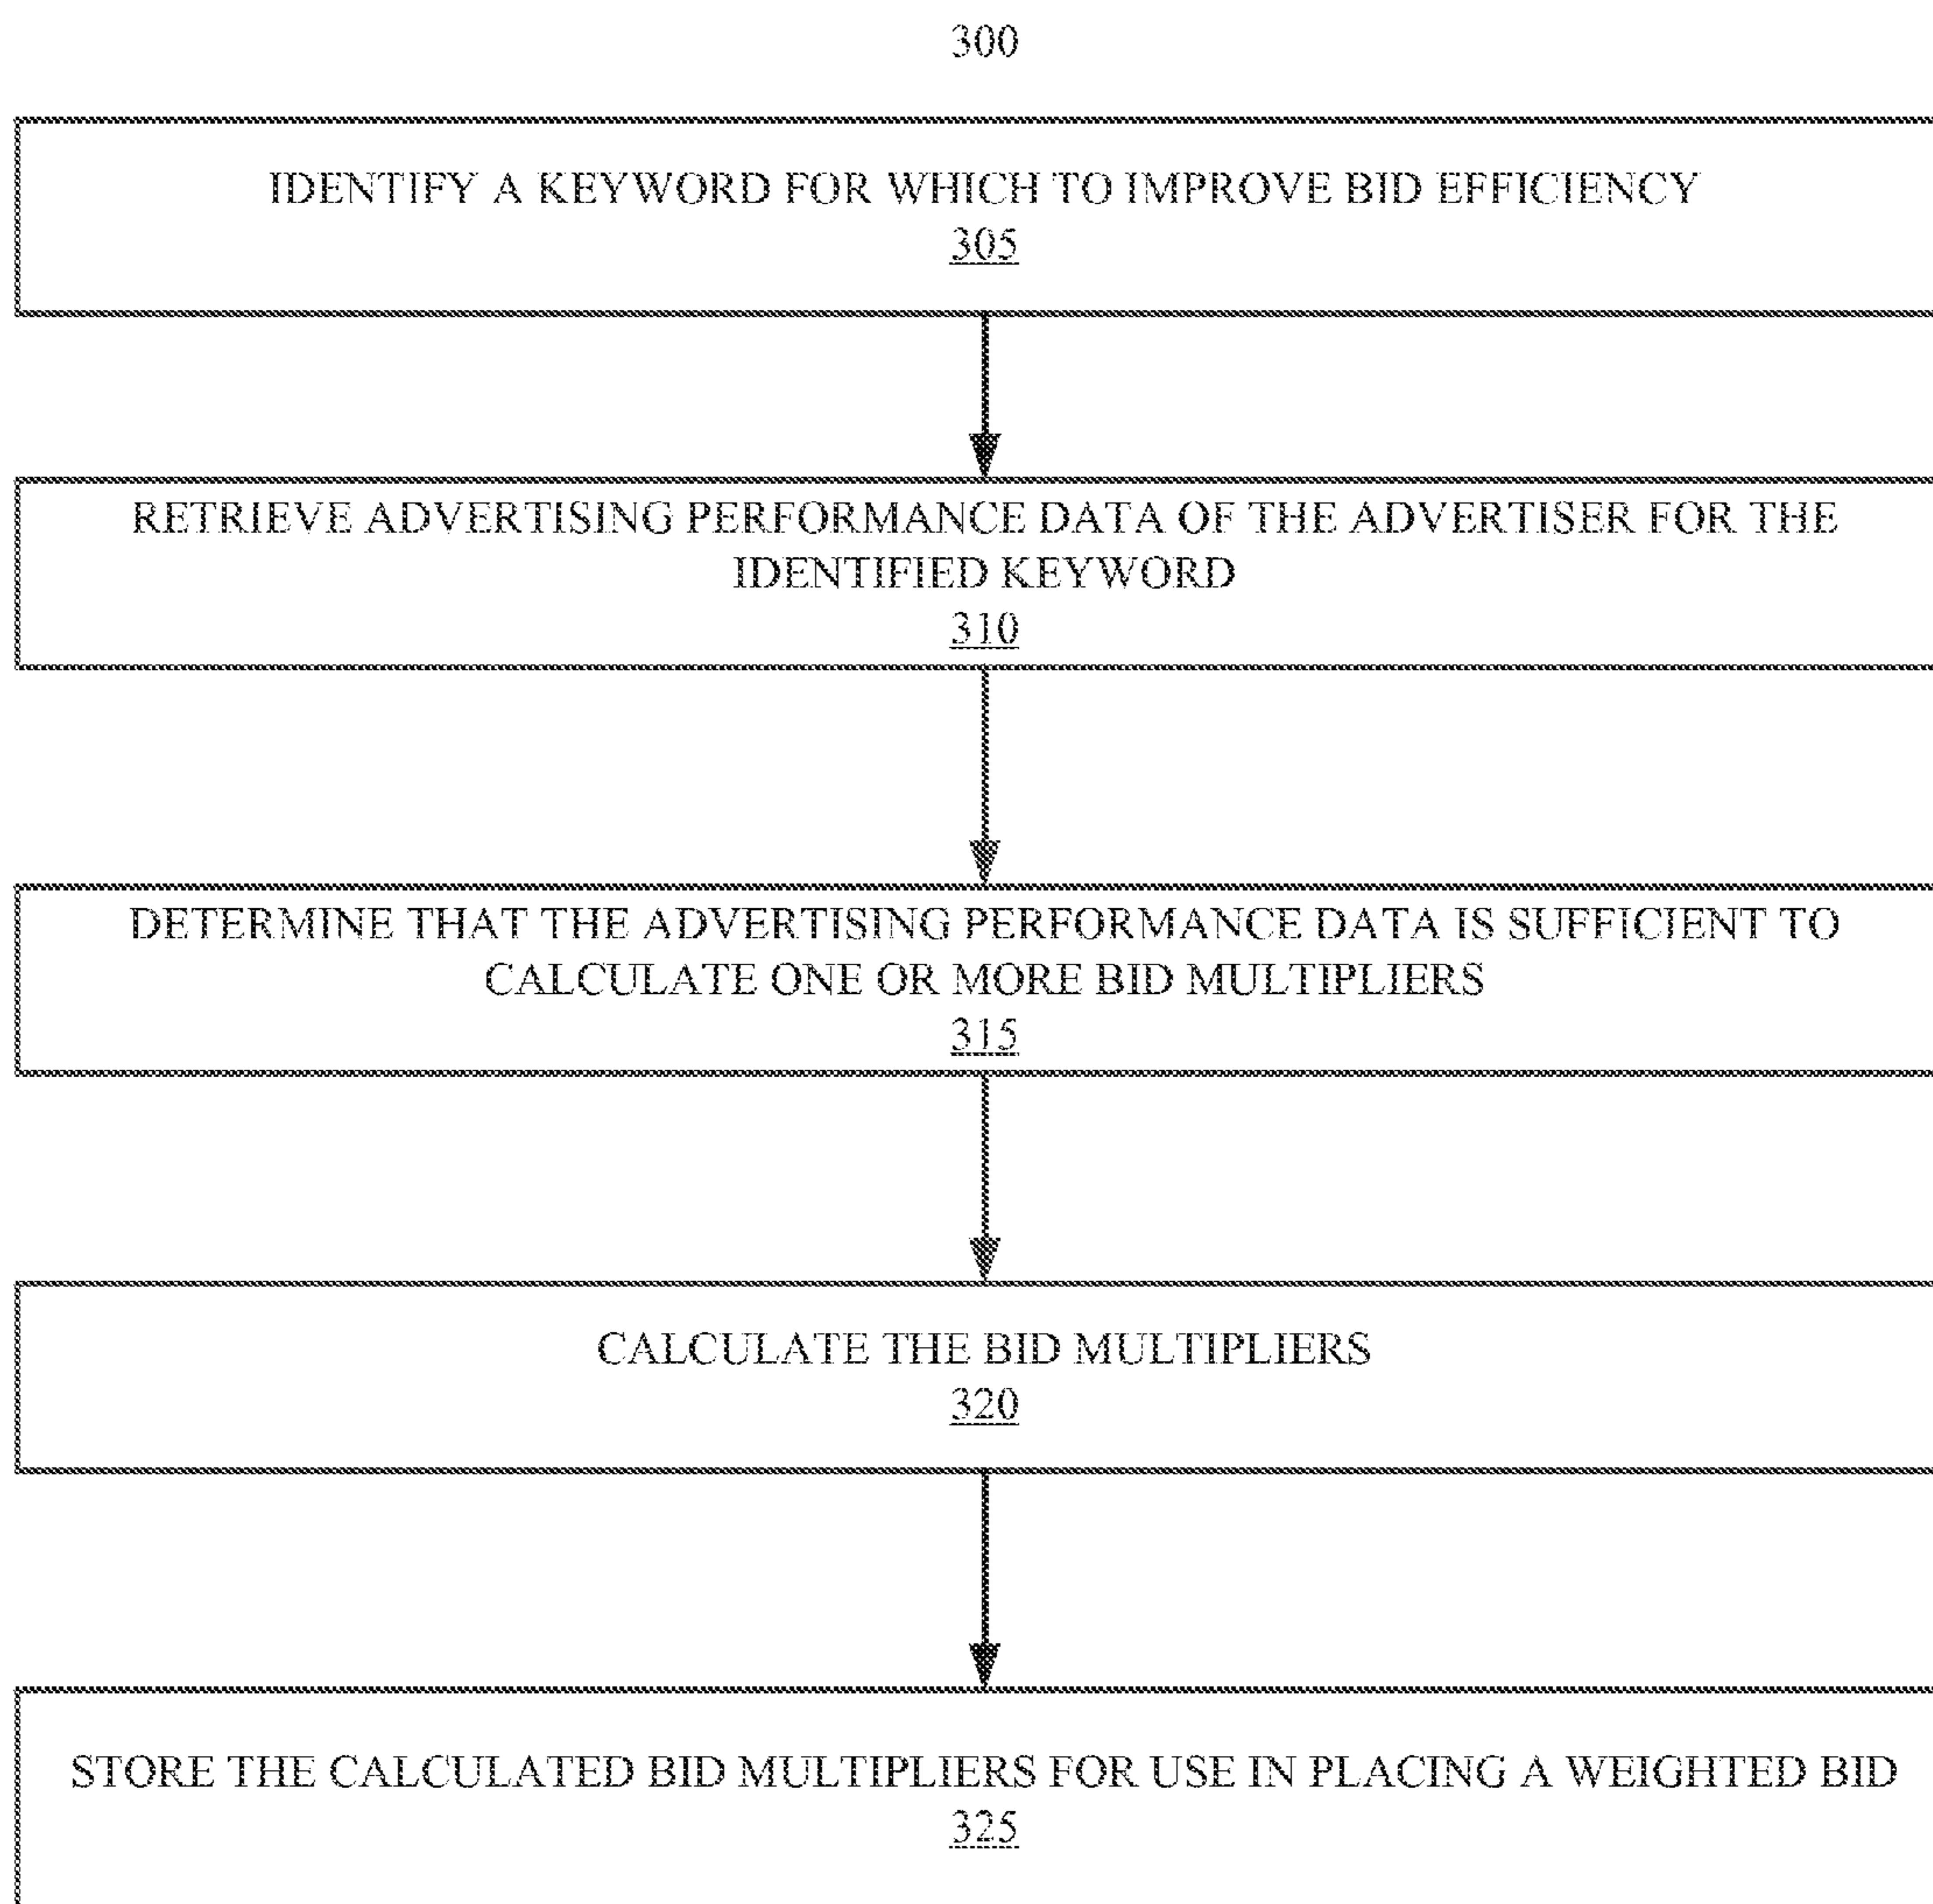 300
IDENTIFY A KEYWORD FOR WHICH TO IMPROVE BID EFFICIENCY
305
RETRIEVE ADVERTISING PERFORMANCE DATA OF THE ADVERTISER FOR THE
IDENTIFIED KEYWORD
310
DETERMINE THAT THE ADVERTISING PERFORMANCE DATA IS SUFFICIENT TO
CALCULATE ONE OR MORE BID MULTIPLIERS
315
CALCULATE THE BID MULTIPLIERS
320
STORE THE CALCULATED BID MULTIPLIERS FOR USE IN PLACING A WEIGHTED BID
325